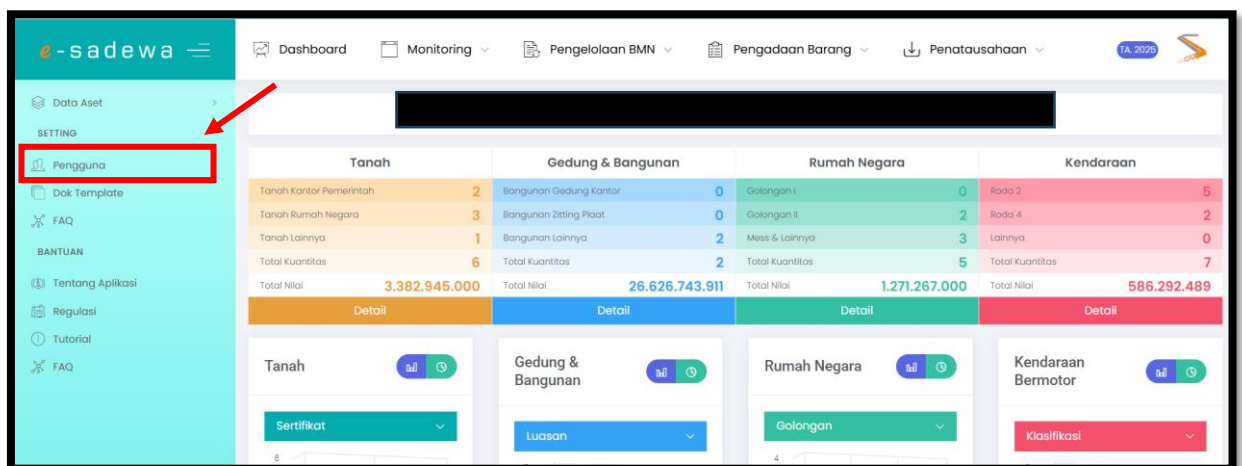 e-sadewa
Dashboard
Monitoring
Pengelolaan BMN
Pengadaan Barang
Penatausahaan
TA. 2025
Data Aset
SETTING
Pengguna
Dok Template
FAQ
BANTUAN
Tentang Aplikasi
Regulasi
Tutorial
FAQ
Tanah
Tanah Kantor Pemerintah 2
Tanah Rumah Negara 3
Tanah Lainnya 1
Total Kuantitas 6
Total Nilai 3.382.945.000
Detail
Gedung & Bangunan
Bangunan Gedung Kantor 0
Bangunan Zitting Plaat 0
Bangunan Lainnya 2
Total Kuantitas 2
Total Nilai 26.626.743.911
Detail
Rumah Negara
Golongan I 0
Golongan II 2
Mess & Lainnya 3
Total Kuantitas 5
Total Nilai 1.271.267.000
Detail
Kendaraan
Roda 2 5
Roda 4 2
Lainnya 0
Total Kuantitas 7
Total Nilai 586.292.489
Detail
Tanah
Sertifikat
8
Gedung &
Bangunan
Luasan
Rumah Negara
Golongan
4
Kendaraan
Bermotor
Klasifikasi